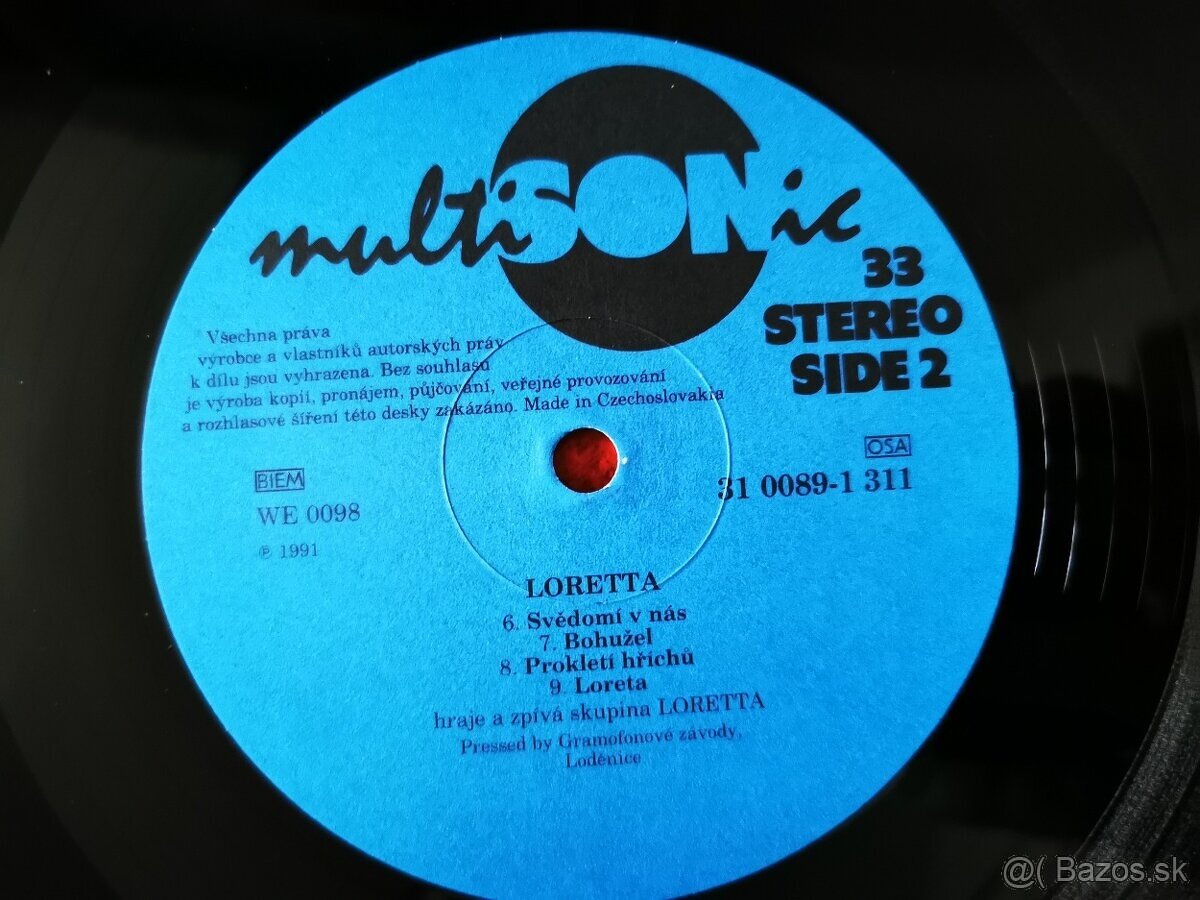 multiSONic
33
STEREO
SIDE 2
Všechna práva
výrobce a vlastníků autorských práv
k dílu jsou vyhrazena. Bez souhlasu
je výroba kopií, pronájem, půjčování, veřejné provozování
a rozhlasové šíření této desky zakázáno. Made in Czechoslovakia
BIEM
OSA
WE 0098
31 0089-1 311
℗ 1991
LORETTA
6. Svědomí v nás
7. Bohužel
8. Prokletí hříchů
9. Loreta
hraje a zpívá skupina LORETTA
Pressed by Gramofonové závody,
Loděnice
@( Bazos.sk